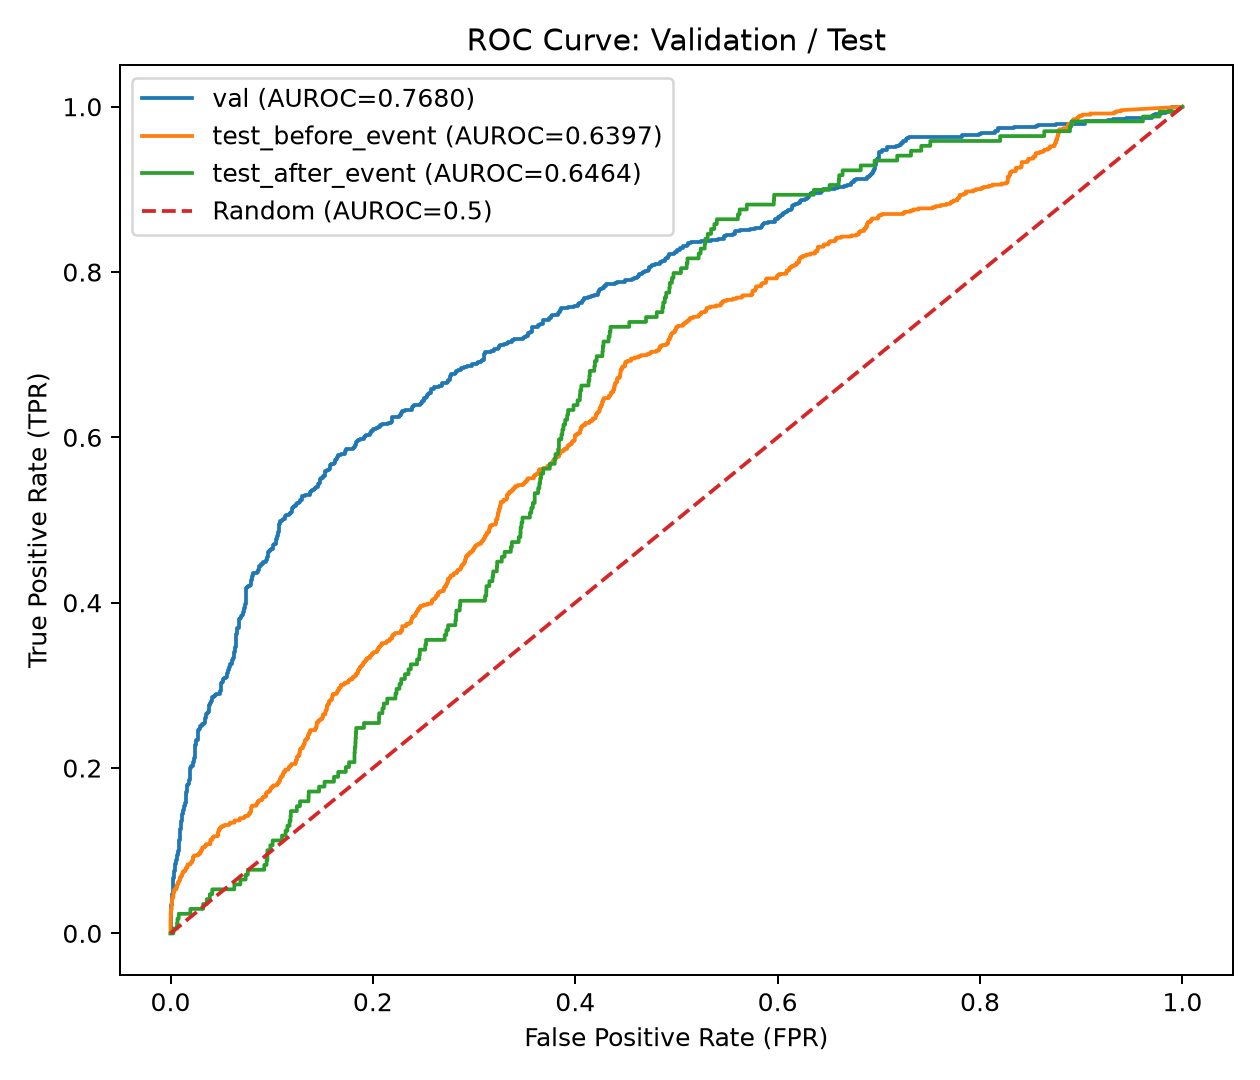 ROC Curve: Validation / Test
val (AUROC=0.7680)
test_before_event (AUROC=0.6397)
test_after_event (AUROC=0.6464)
Random (AUROC=0.5)
True Positive Rate (TPR)
1.0
0.8
0.6
0.4
0.2
0.0
0.0 0.2 0.4 0.6 0.8 1.0
False Positive Rate (FPR)